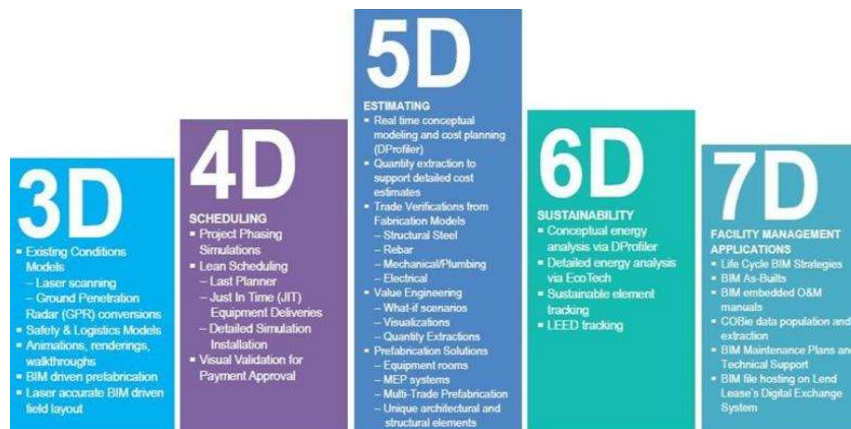 3D
▪ Existing Conditions
Models
– Laser scanning
– Ground Penetration
Radar (GPR) conversions
▪ Safety & Logistics Models
▪ Animations, renderings,
walkthroughs
▪ BIM driven prefabrication
▪ Laser accurate BIM driven
field layout
4D
SCHEDULING
▪ Project Phasing
Simulations
▪ Lean Scheduling
– Last Planner
– Just In Time (JIT)
Equipment Deliveries
– Detailed Simulation
Installation
▪ Visual Validation for
Payment Approval
5D
ESTIMATING
▪ Real time conceptual
modeling and cost planning
(DProfiler)
▪ Quantity extraction to
support detailed cost
estimates
▪ Trade Verifications from
Fabrication Models
– Structural Steel
– Rebar
– Mechanical/Plumbing
– Electrical
▪ Value Engineering
– What-if scenarios
– Visualizations
– Quantity Extractions
▪ Prefabrication Solutions
– Equipment rooms
– MEP systems
– Multi-Trade Prefabrication
– Unique architectural and
structural elements
6D
SUSTAINABILITY
▪ Conceptual energy
analysis via DProfiler
▪ Detailed energy analysis
via EcoTech
▪ Sustainable element
tracking
▪ LEED tracking
7D
FACILITY MANAGEMENT
APPLICATIONS
▪ Life Cycle BIM Strategies
▪ BIM As-Builts
▪ BIM embedded O&M
manuals
▪ COBie data population and
extraction
▪ BIM Maintenance Plans and
Technical Support
▪ BIM file hosting on Lend
Lease's Digital Exchange
System